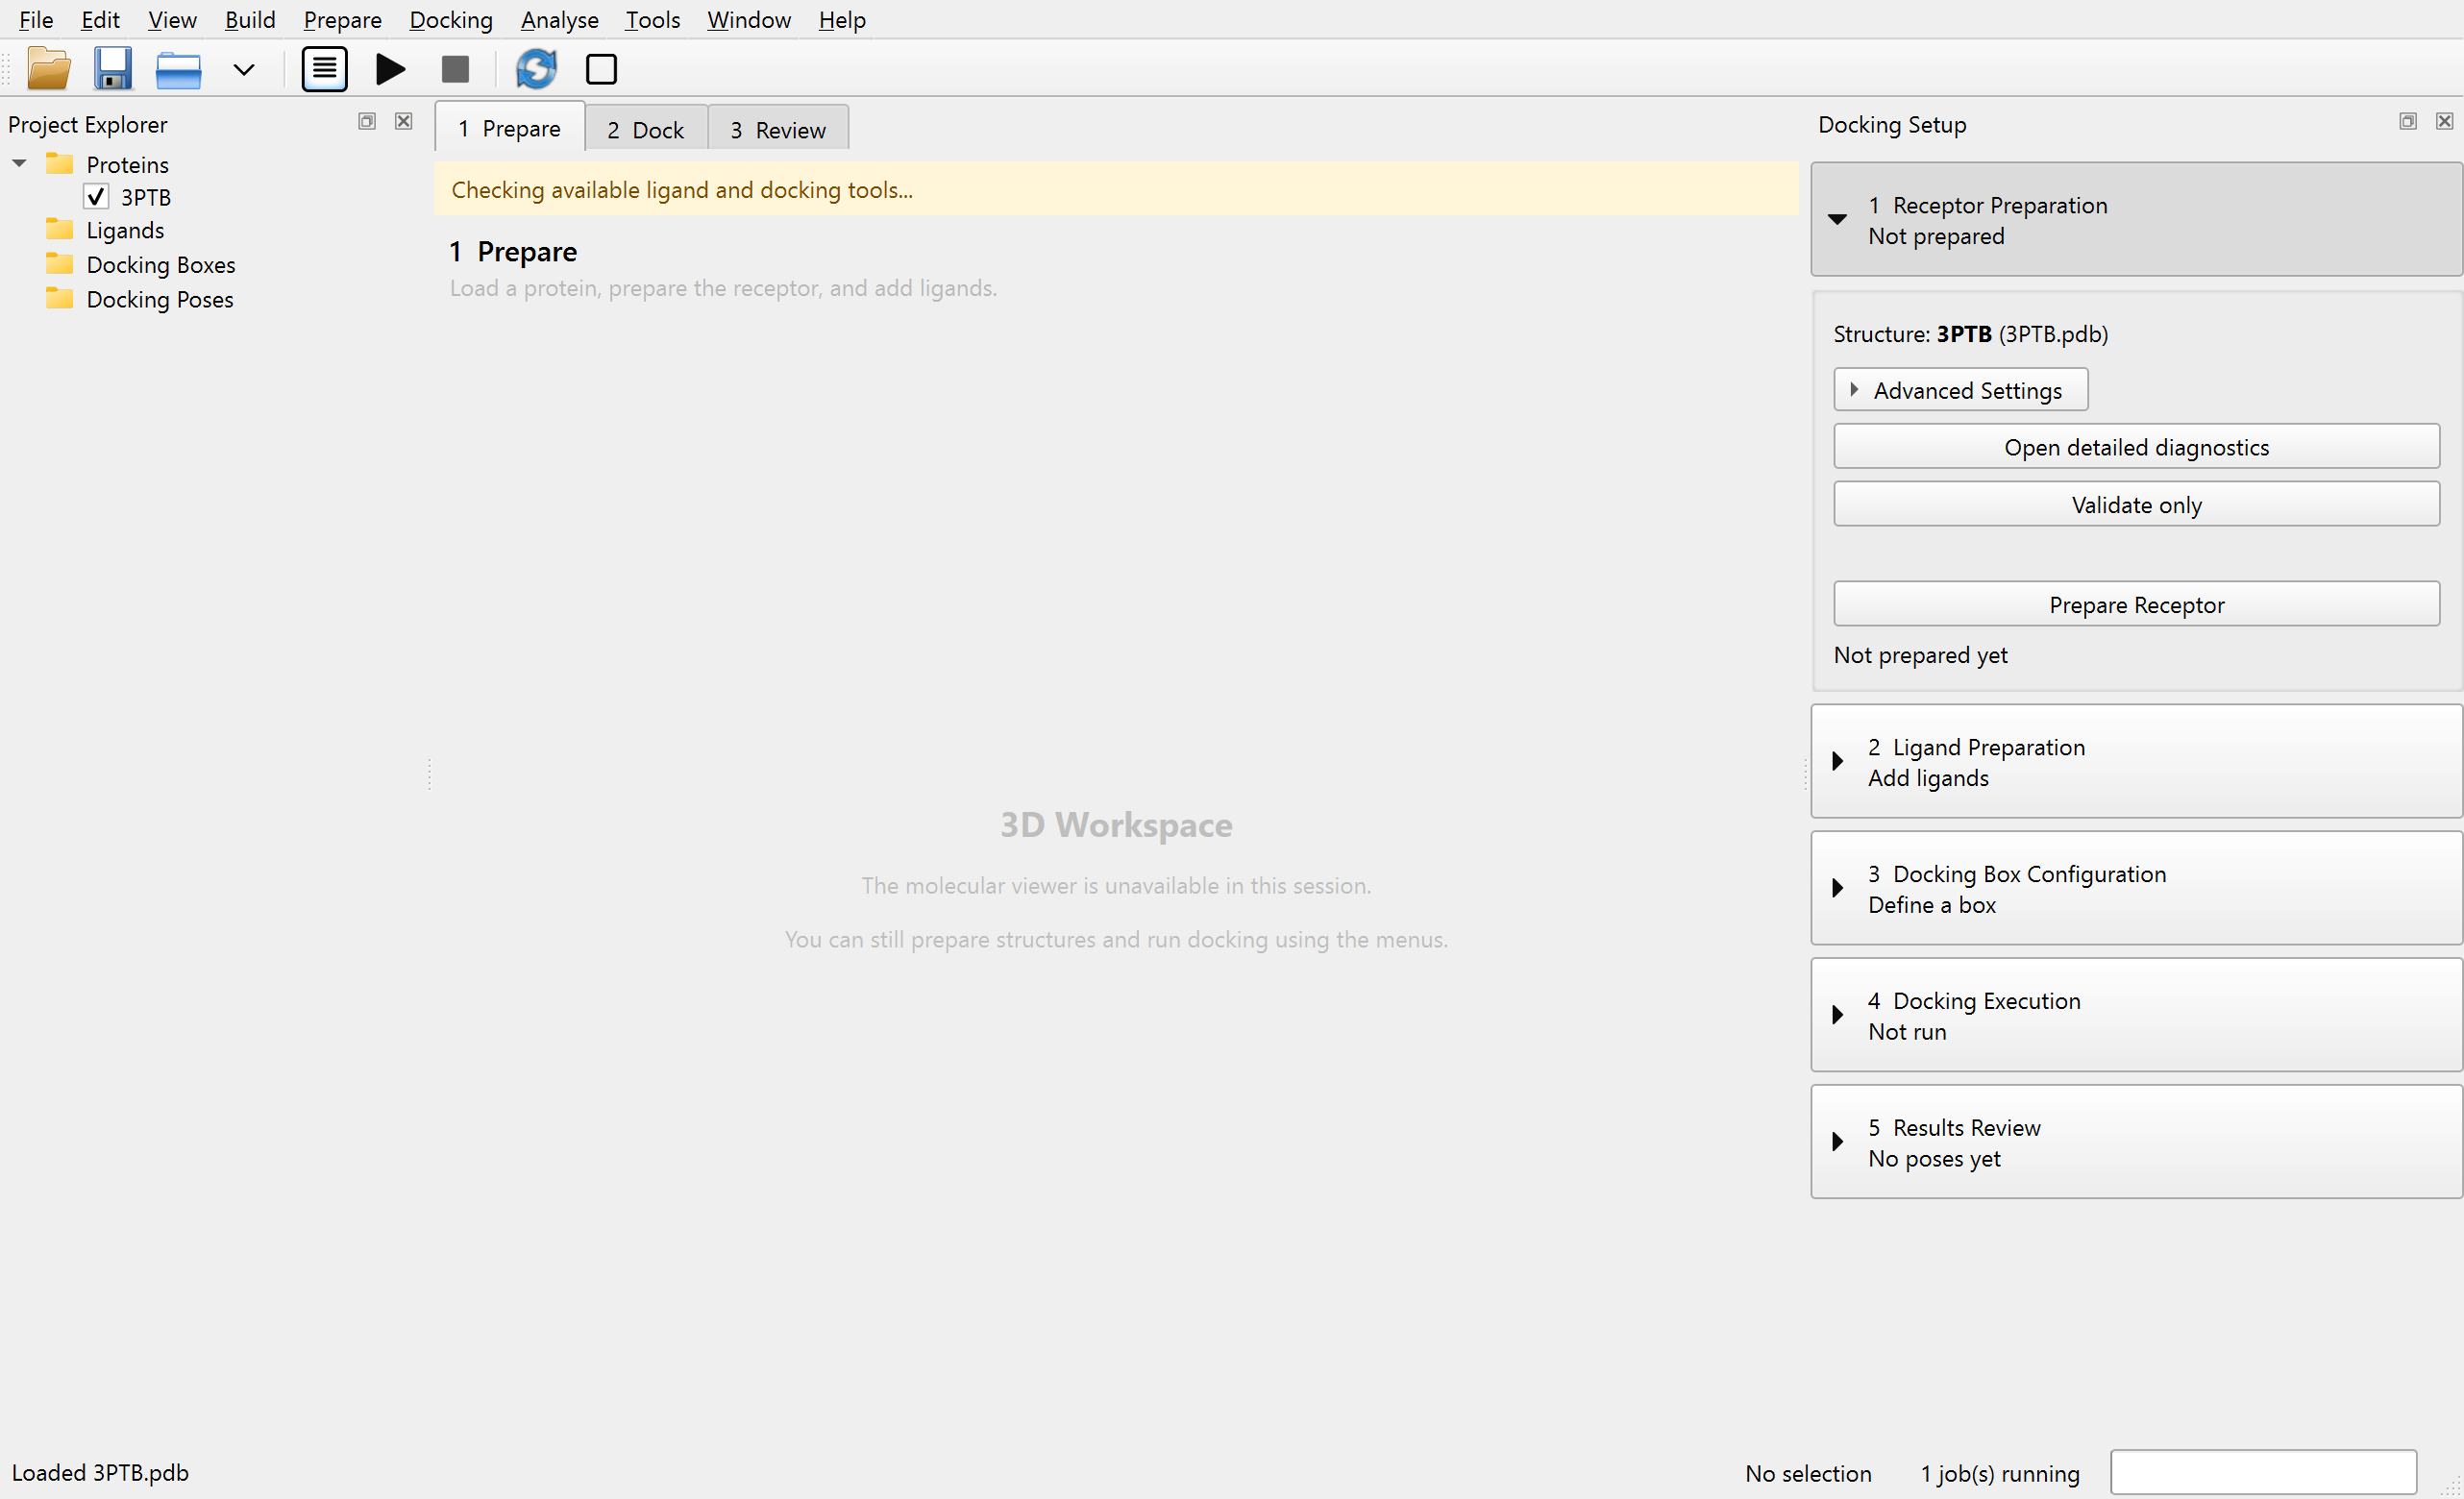 File Edit View Build Prepare Docking Analyse Tools Window Help
Project Explorer
Proteins
3PTB
Ligands
Docking Boxes
Docking Poses
1 Prepare
2 Dock
3 Review
Checking available ligand and docking tools...
1 Prepare
Load a protein, prepare the receptor, and add ligands.
3D Workspace
The molecular viewer is unavailable in this session.
You can still prepare structures and run docking using the menus.
Docking Setup
1 Receptor Preparation
Not prepared
Structure: 3PTB (3PTB.pdb)
Advanced Settings
Open detailed diagnostics
Validate only
Prepare Receptor
Not prepared yet
2 Ligand Preparation
Add ligands
3 Docking Box Configuration
Define a box
4 Docking Execution
Not run
5 Results Review
No poses yet
Loaded 3PTB.pdb
No selection
1 job(s) running